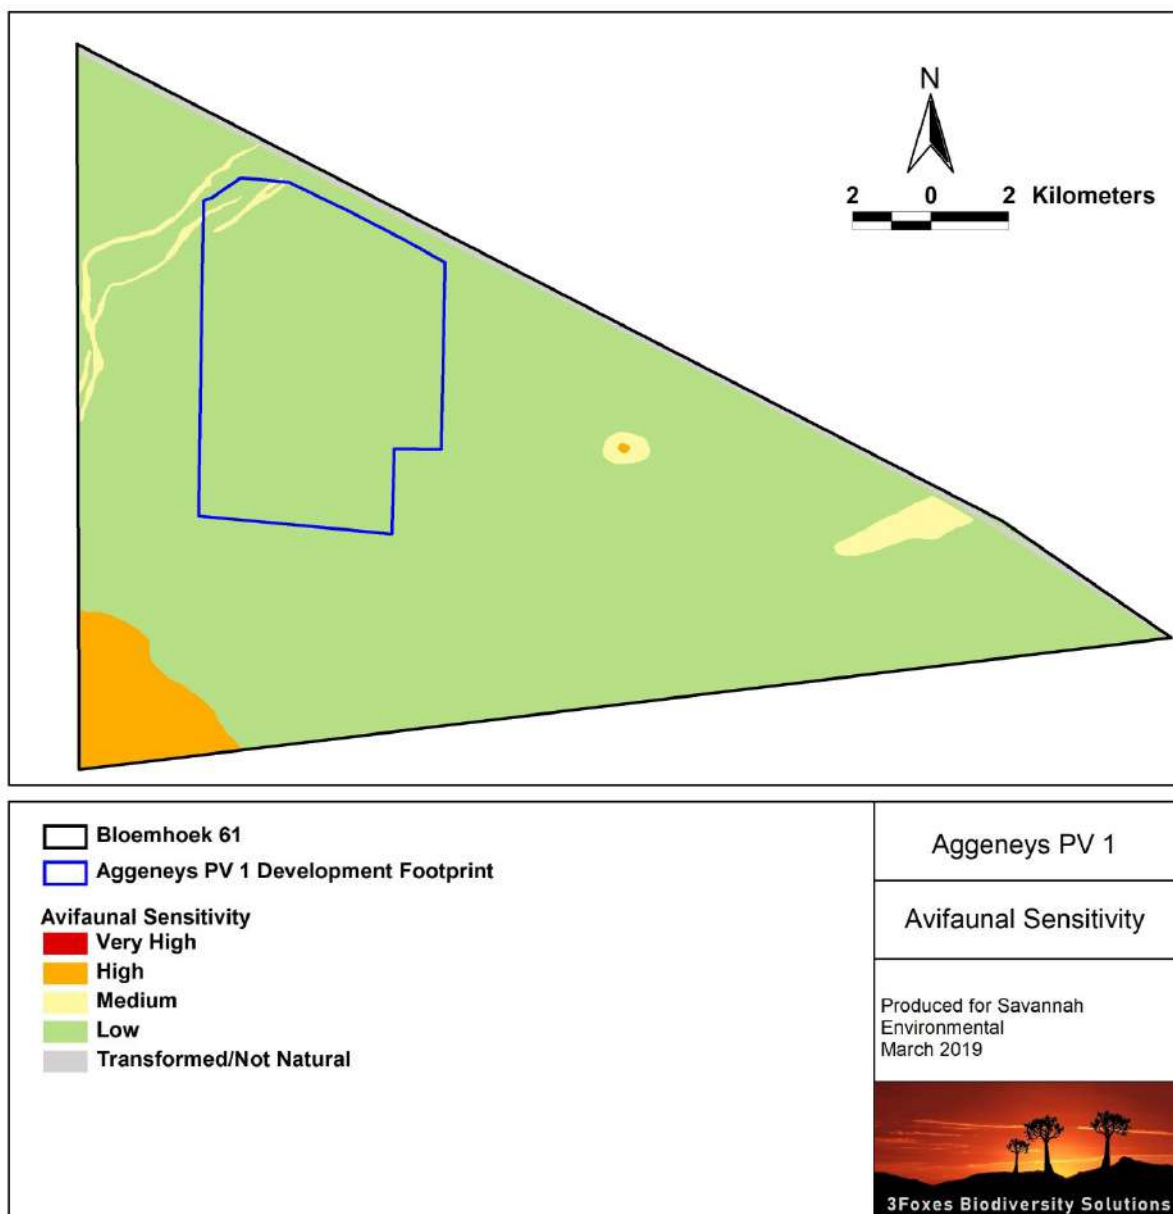 N
2 0 2 Kilometers
Bloemhoek 61
Aggeneys PV 1 Development Footprint
Avifaunal Sensitivity
Very High
High
Medium
Low
Transformed/Not Natural
Aggeneys PV 1
Avifaunal Sensitivity
Produced for Savannah
Environmental
March 2019
3Foxes Biodiversity Solutions